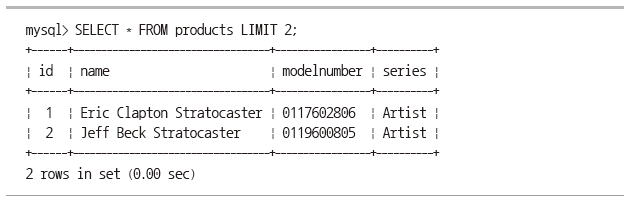 mysql> SELECT * FROM products LIMIT 2;
+------+-----------------------------+-------------+--------+
| id | name | modelnumber | series |
+------+-----------------------------+-------------+--------+
| 1 | Eric Clapton Stratocaster | 0117602806 | Artist |
| 2 | Jeff Beck Stratocaster | 0119600805 | Artist |
+------+-----------------------------+-------------+--------+
2 rows in set (0.00 sec)